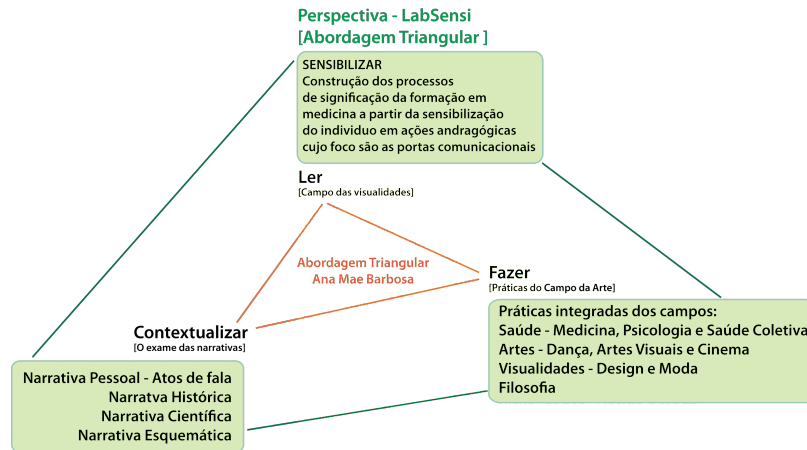 Perspectiva - LabSensi
[Abordagem Triangular ]
SENSIBILIZAR
Construção dos processos
de significação da formação em
medicina a partir da sensibilização
do individuo em ações andragógicas
cujo foco são as portas comunicacionais
Ler
[Campo das visualidades]
Abordagem Triangular
Ana Mae Barbosa
Fazer
[Práticas do Campo da Arte]
Práticas integradas dos campos:
Saúde - Medicina, Psicologia e Saúde Coletiva
Artes - Dança, Artes Visuais e Cinema
Visualidades - Design e Moda
Filosofia
Contextualizar
[O exame das narrativas]
Narrativa Pessoal - Atos de fala
Narratva Histórica
Narrativa Científica
Narrativa Esquemática